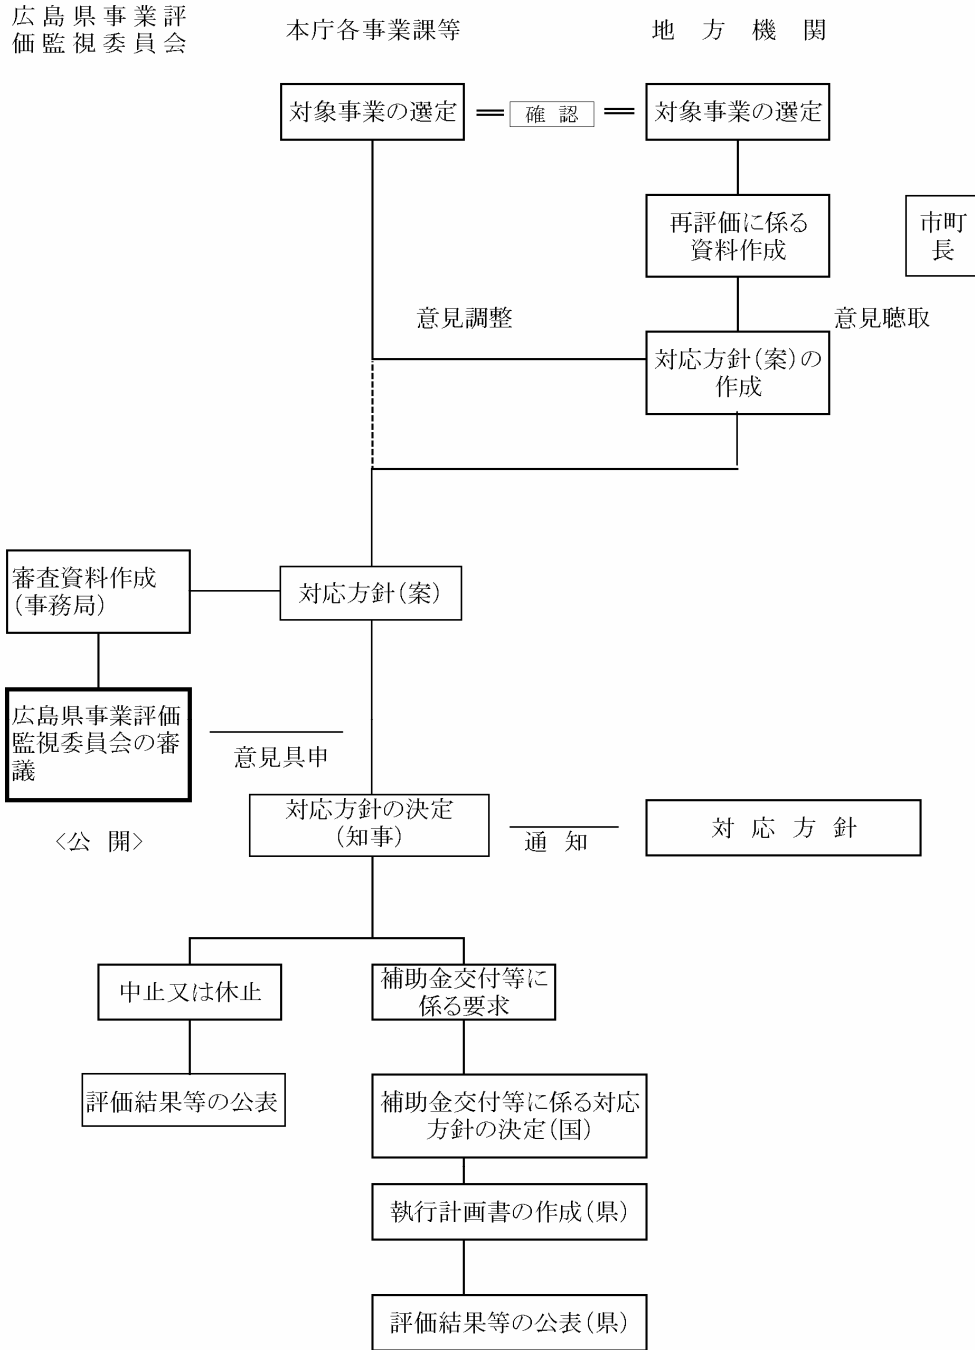 広島県事業評
価監視委員会
本庁各事業課等
地方機関
対象事業の選定
確認
対象事業の選定
再評価に係る
資料作成
市町
長
意見調整
意見聴取
対応方針(案)の
作成
審査資料作成
(事務局)
対応方針(案)
広島県事業評価
監視委員会の審
議
意見具申
<公開>
対応方針の決定
(知事)
通知
対応方針
中止又は休止
補助金交付等に
係る要求
評価結果等の公表
補助金交付等に係る対応
方針の決定(国)
執行計画書の作成(県)
評価結果等の公表(県)